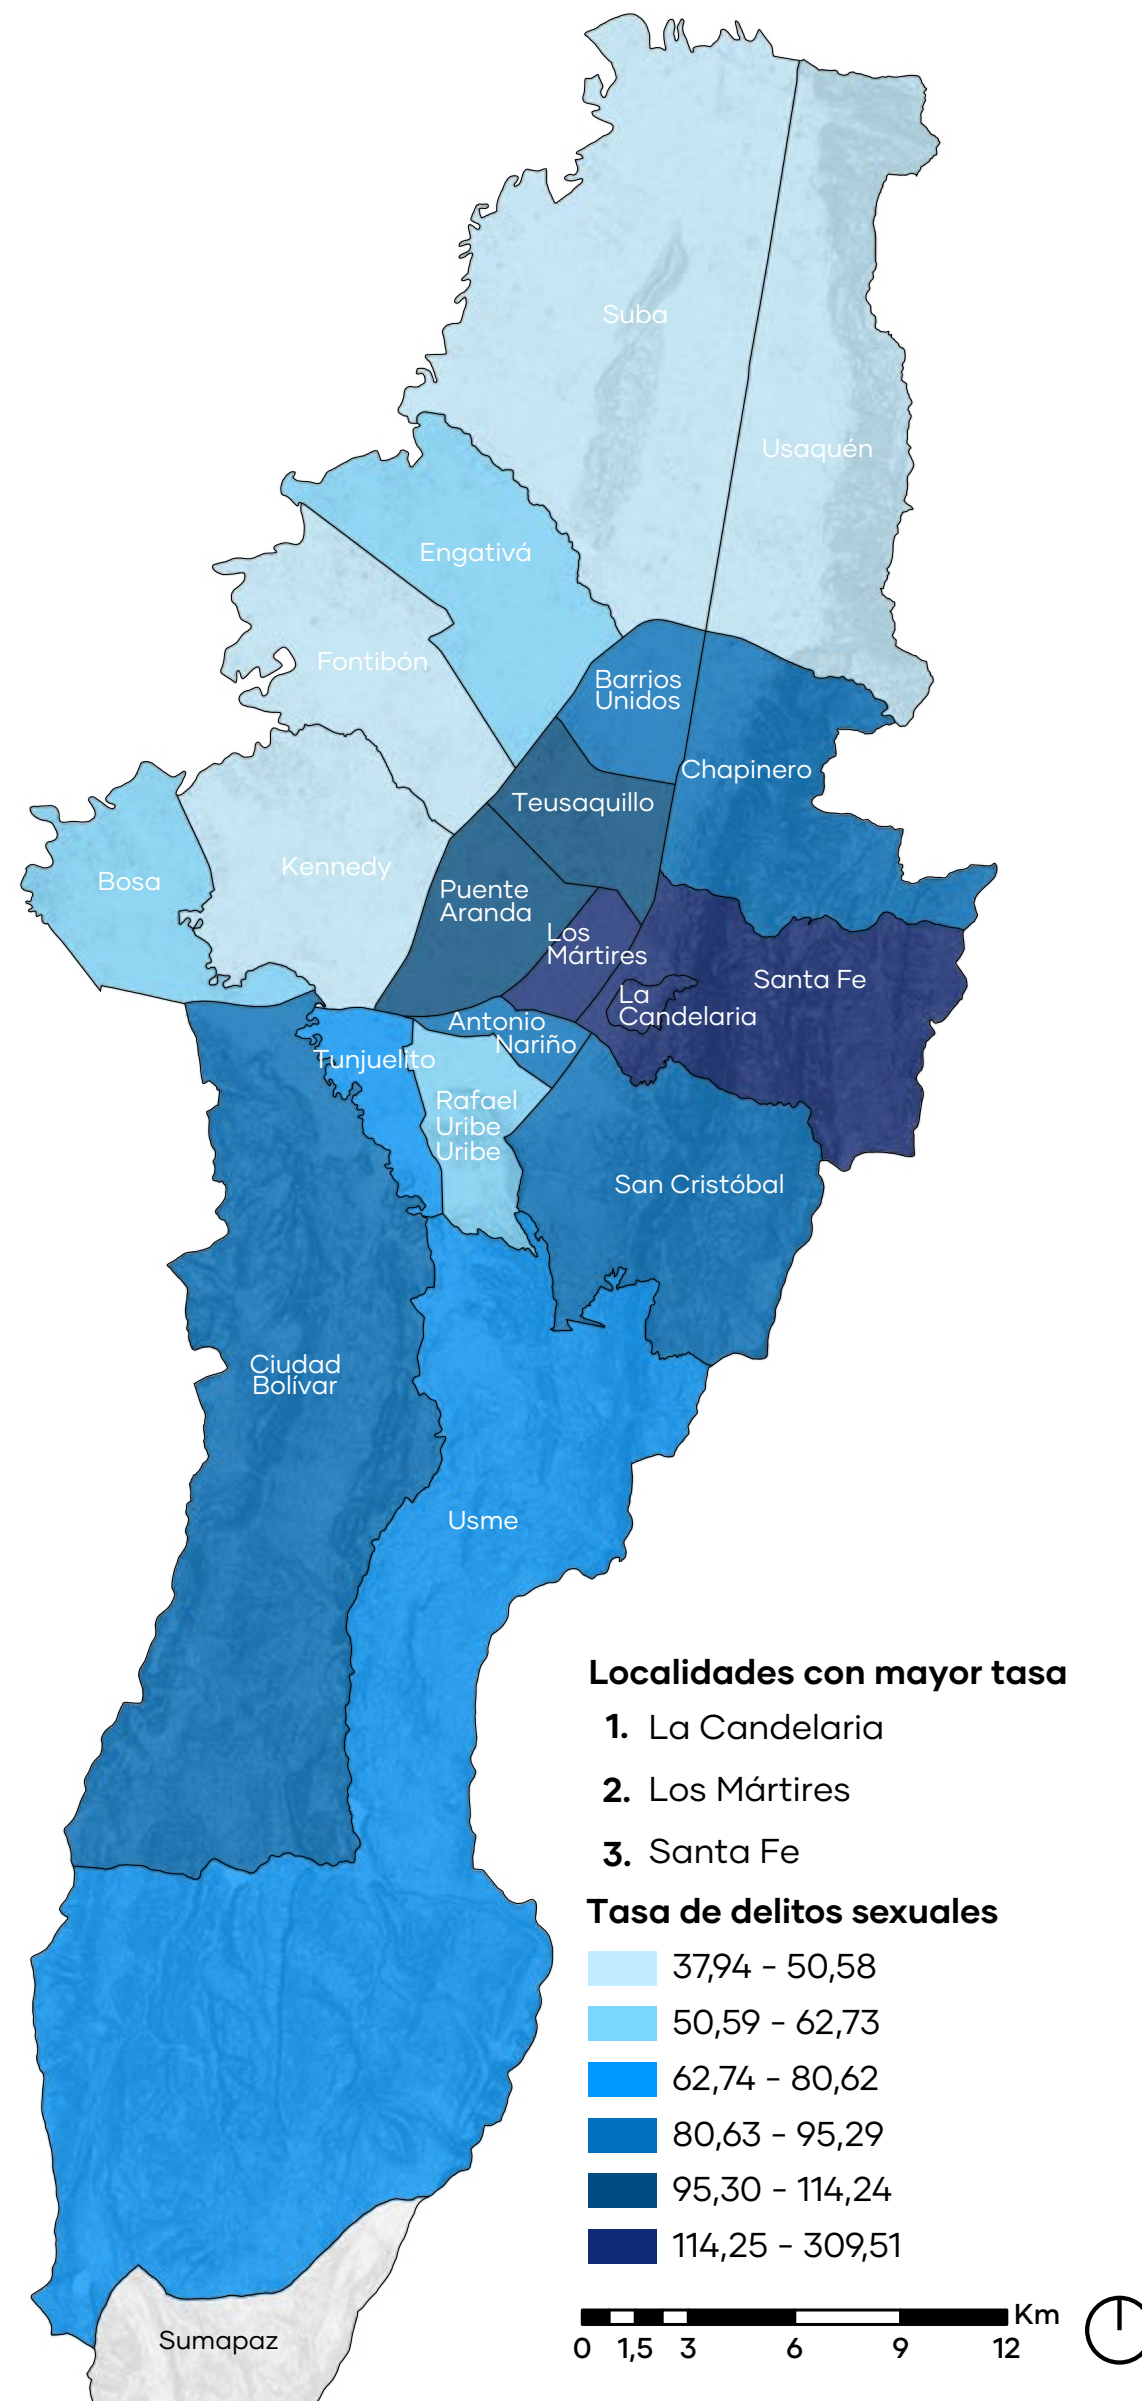 Suba
Usaquén
Engativá
Fontibón
Barrios
Unidos
Chapinero
Teusaquillo
Kennedy
Bosa
Puente
Aranda
Los
Mártires
Santa Fe
La
Candelaria
Antonio
Nariño
Tunjuelito
Rafael
Uribe
Uribe
San Cristóbal
Ciudad
Bolívar
Usme
Localidades con mayor tasa
1. La Candelaria
2. Los Mártires
3. Santa Fe
Tasa de delitos sexuales
37,94 - 50,58
50,59 - 62,73
62,74 - 80,62
80,63 - 95,29
95,30 - 114,24
114,25 - 309,51
Km
0 1,5 3 6 9 12
Sumapaz